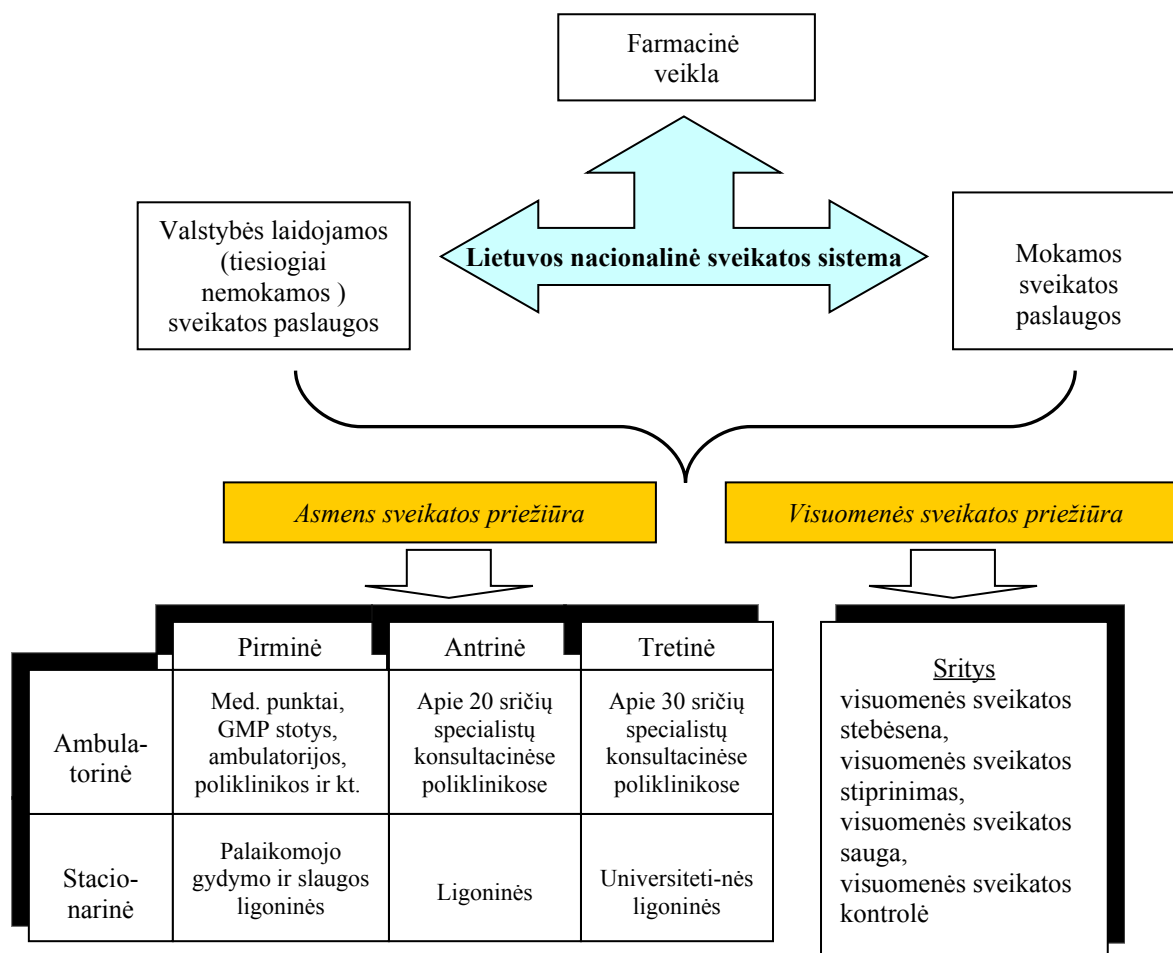 Farmacinė
veikla
Valstybės laidojamos
(tiesiogiai
nemokamos )
sveikatos paslaugos
Lietuvos nacionalinė sveikatos sistema
Mokamos
sveikatos
paslaugos
Asmens sveikatos priežiūra
Visuomenės sveikatos priežiūra
Pirminė
Antrinė
Tretinė
Ambula-
torinė
Med. punktai,
GMP stotys,
ambulatorijos,
poliklinikos ir kt.
Apie 20 sričių
specialistų
konsultacinėse
poliklinikose
Apie 30 sričių
specialistų
konsultacinėse
poliklinikose
Stacio-
narinė
Palaikomojo
gydymo ir slaugos
ligoninės
Ligoninės
Universiteti-nės
ligoninės
Sritys
visuomenės sveikatos
stebėsena,
visuomenės sveikatos
stiprinimas,
visuomenės sveikatos
sauga,
visuomenės sveikatos
kontrolė